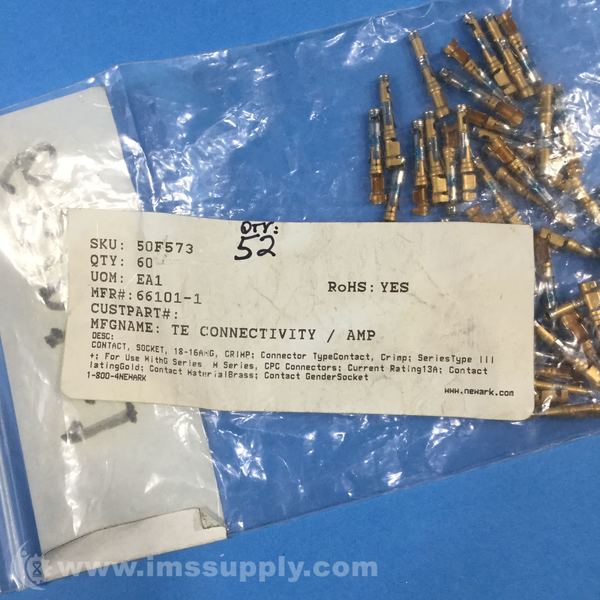 QTY:
52
SKU: 50F573
QTY: 60
UOM: EA1
RoHS: YES
MFR#: 66101-1
CUSTPART#:
MFGNAME: TE CONNECTIVITY / AMP
DESC:
CONTACT, SOCKET, 18-16AWG, CRIMP; Connector TypeContact, Crimp; SeriesType III
+; For Use WithG Series M Series, CPC Connectors; Current Rating13A; Contact
latingGold; Contact MaterialBrass; Contact GenderSocket
1-800-4NEWARK
www.newark.com
www.imssupply.com